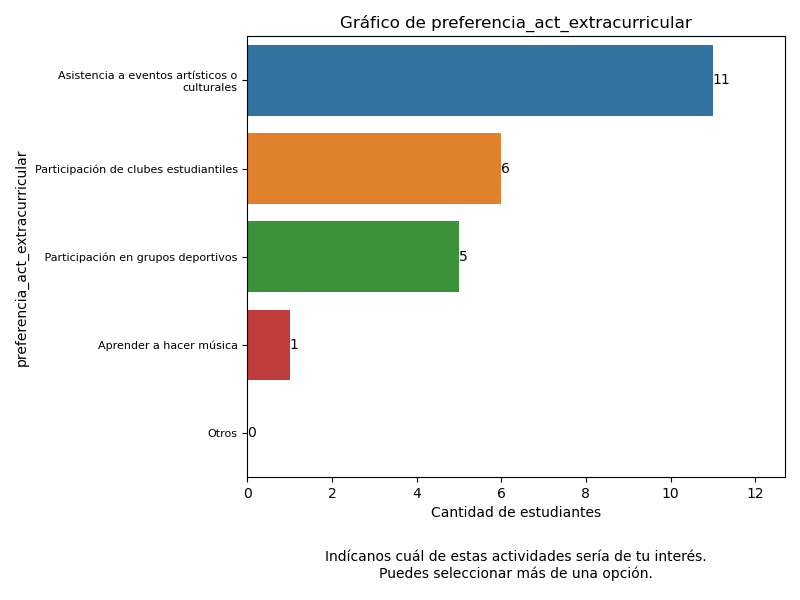 Gráfico de preferencia_act_extracurricular
preferencia_act_extracurricular
Asistencia a eventos artísticos o
culturales
11
Participación de clubes estudiantiles
6
Participación en grupos deportivos
5
Aprender a hacer música
1
Otros
0
0 2 4 6 8 10 12
Cantidad de estudiantes
Indícanos cuál de estas actividades sería de tu interés.
Puedes seleccionar más de una opción.